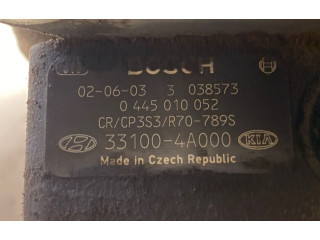 BOSCH
02-06-03 3 038573
0 445 010 052
CR/CP3S3/R70-789S
33100-4A000 KIA
Made in Czech Republic